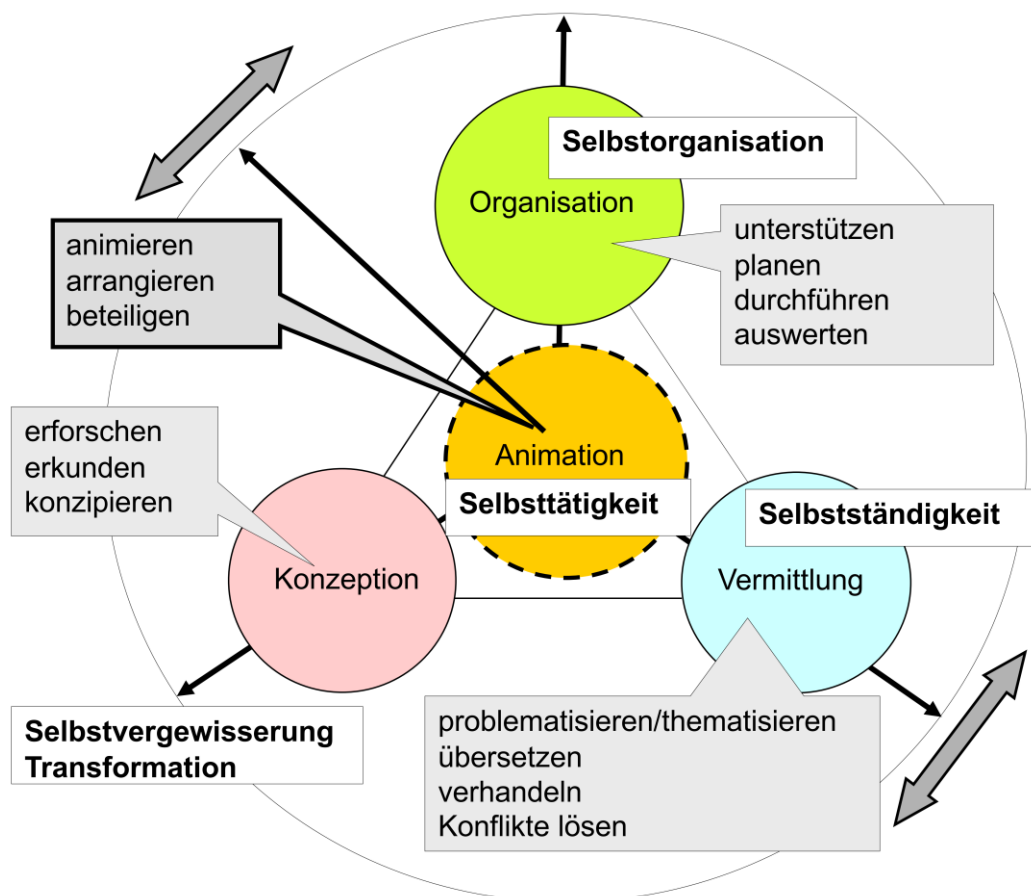 Selbstorganisation
Organisation
unterstützen
planen
durchführen
auswerten
animieren
arrangieren
beteiligen
erforschen
erkunden
konzipieren
Animation
Selbsttätigkeit
Selbstständigkeit
Konzeption
Vermittlung
Selbstvergewisserung
Transformation
problematisieren/thematisieren
übersetzen
verhandeln
Konflikte lösen